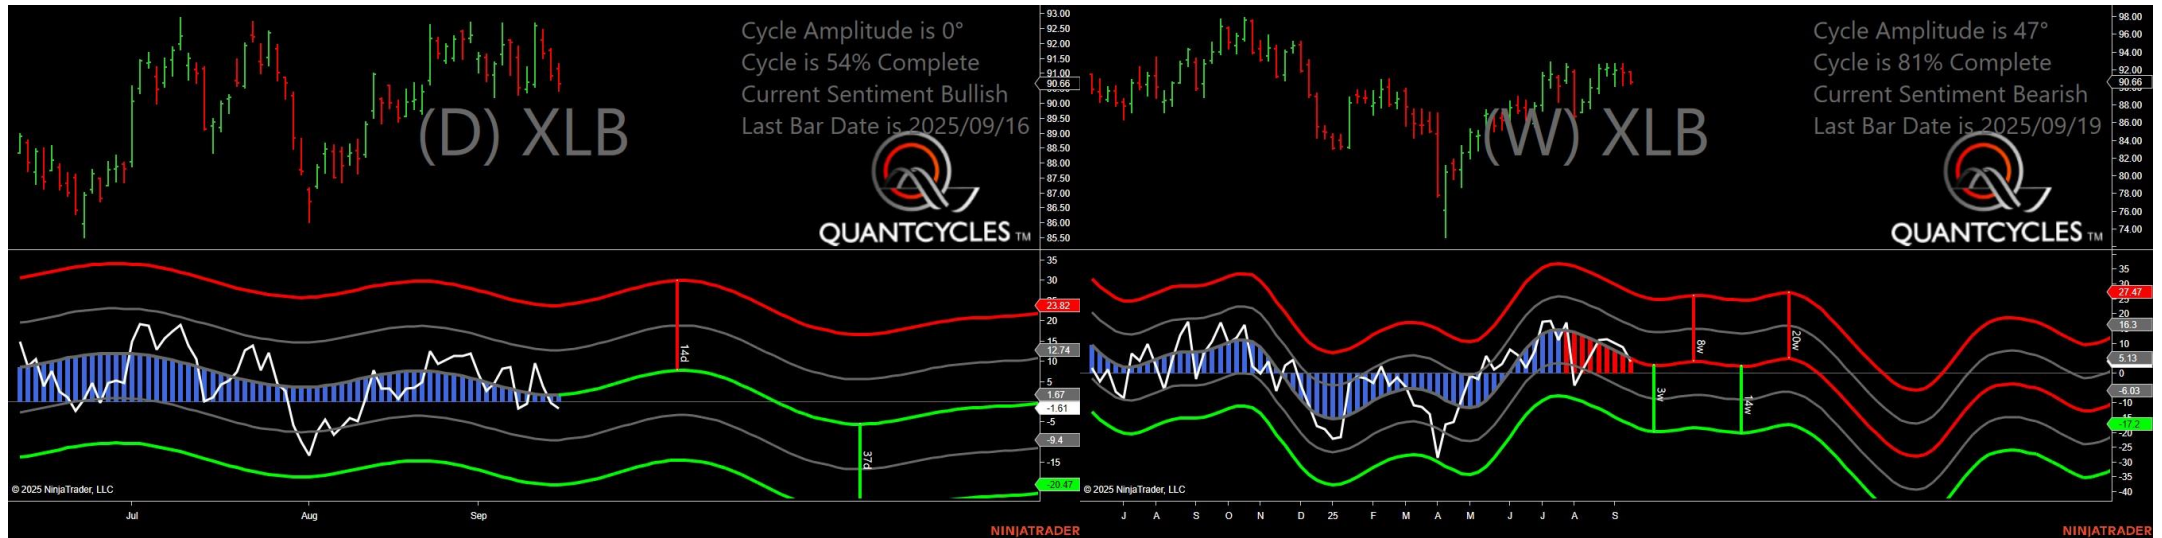 Cycle Amplitude is 0°
Cycle is 54% Complete
Current Sentiment Bullish
Last Bar Date is 2025/09/16
(D) XLB
QUANTCYCLES TM
93.00
92.50
92.00
91.50
91.00
90.66
90.00
89.50
89.00
88.50
88.00
87.50
87.00
86.50
86.00
85.50
35
30
23.82
20
15
12.74
10
5
1.67
-1.61
-5
-9.4
-15
-20.47
14d
37d
© 2025 NinjaTrader, LLC
Jul Aug Sep
NINJATRADER
Cycle Amplitude is 47°
Cycle is 81% Complete
Current Sentiment Bearish
Last Bar Date is 2025/09/19
(W) XLB
QUANTCYCLES TM
98.00
96.00
94.00
92.00
90.66
88.00
86.00
84.00
82.00
80.00
78.00
76.00
74.00
35
27.47
20
16.3
10
5.13
0
-6.03
-10
-17.2
-20
-25
-30
-35
-40
3w
8w
14w
20w
© 2025 NinjaTrader, LLC
J A S O N D 25 F M A M J J A S
NINJATRADER